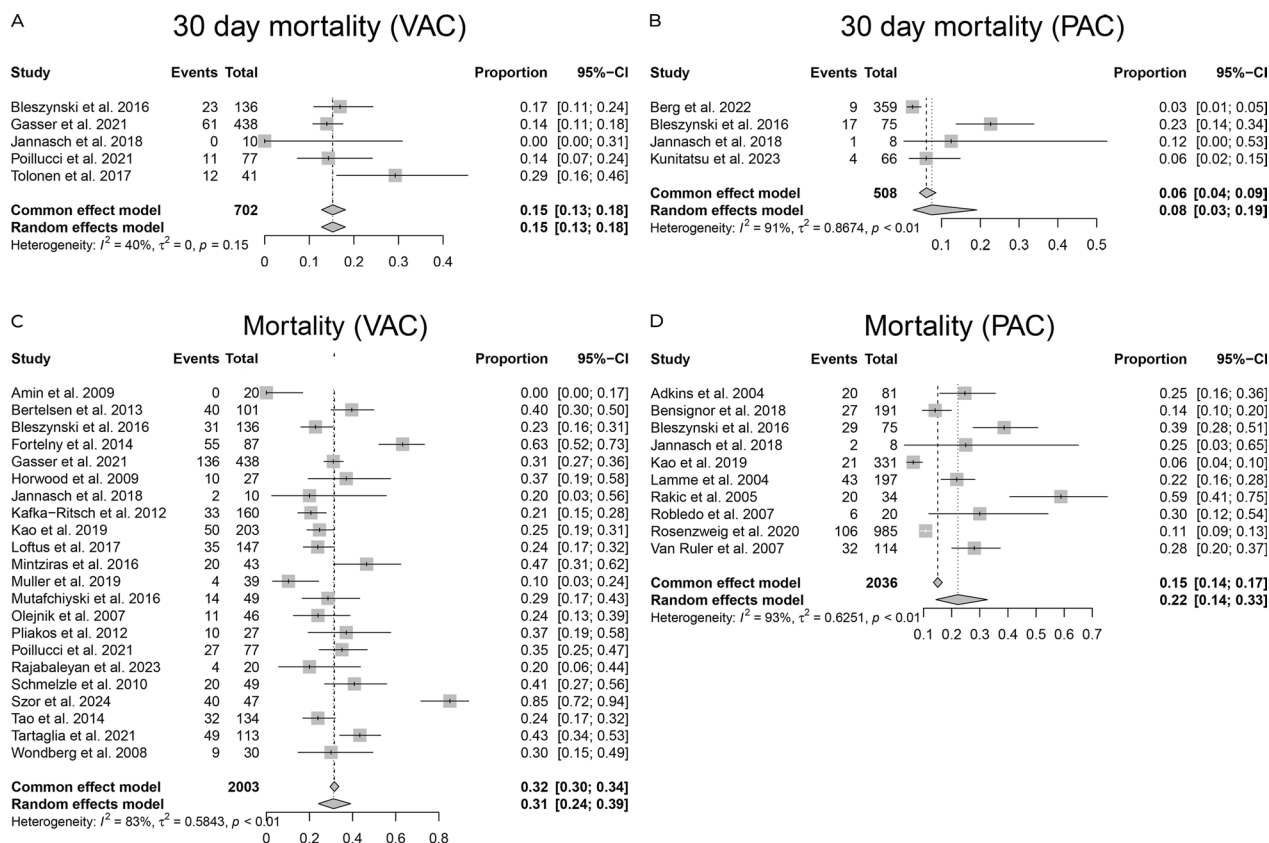 A
30 day mortality (VAC)
Study Events Total Proportion 95%−CI
Bleszynski et al. 2016 23 136 0.17 [0.11; 0.24]
Gasser et al. 2021 61 438 0.14 [0.11; 0.18]
Jannasch et al. 2018 0 10 0.00 [0.00; 0.31]
Poillucci et al. 2021 11 77 0.14 [0.07; 0.24]
Tolonen et al. 2017 12 41 0.29 [0.16; 0.46]
Common effect model 702 0.15 [0.13; 0.18]
Random effects model 0.15 [0.13; 0.18]
Heterogeneity: I² = 40%, τ² = 0, p = 0.15
0 0.1 0.2 0.3 0.4
B
30 day mortality (PAC)
Study Events Total Proportion 95%−CI
Berg et al. 2022 9 359 0.03 [0.01; 0.05]
Bleszynski et al. 2016 17 75 0.23 [0.14; 0.34]
Jannasch et al. 2018 1 8 0.12 [0.00; 0.53]
Kunitatsu et al. 2023 4 66 0.06 [0.02; 0.15]
Common effect model 508 0.06 [0.04; 0.09]
Random effects model 0.08 [0.03; 0.19]
Heterogeneity: I² = 91%, τ² = 0.8674, p < 0.01
0.1 0.2 0.3 0.4 0.5
C
Mortality (VAC)
Study Events Total Proportion 95%−CI
Amin et al. 2009 0 20 0.00 [0.00; 0.17]
Bertelsen et al. 2013 40 101 0.40 [0.30; 0.50]
Bleszynski et al. 2016 31 136 0.23 [0.16; 0.31]
Fortelny et al. 2014 55 87 0.63 [0.52; 0.73]
Gasser et al. 2021 136 438 0.31 [0.27; 0.36]
Horwood et al. 2009 10 27 0.37 [0.19; 0.58]
Jannasch et al. 2018 2 10 0.20 [0.03; 0.56]
Kafka−Ritsch et al. 2012 33 160 0.21 [0.15; 0.28]
Kao et al. 2019 50 203 0.25 [0.19; 0.31]
Loftus et al. 2017 35 147 0.24 [0.17; 0.32]
Mintziras et al. 2016 20 43 0.47 [0.31; 0.62]
Muller et al. 2019 4 39 0.10 [0.03; 0.24]
Mutafchiyski et al. 2016 14 49 0.29 [0.17; 0.43]
Olejnik et al. 2007 11 46 0.24 [0.13; 0.39]
Pliakos et al. 2012 10 27 0.37 [0.19; 0.58]
Poillucci et al. 2021 27 77 0.35 [0.25; 0.47]
Rajabaleyan et al. 2023 4 20 0.20 [0.06; 0.44]
Schmelzle et al. 2010 20 49 0.41 [0.27; 0.56]
Szor et al. 2024 40 47 0.85 [0.72; 0.94]
Tao et al. 2014 32 134 0.24 [0.17; 0.32]
Tartaglia et al. 2021 49 113 0.43 [0.34; 0.53]
Wondberg et al. 2008 9 30 0.30 [0.15; 0.49]
Common effect model 2003 0.32 [0.30; 0.34]
Random effects model 0.31 [0.24; 0.39]
Heterogeneity: I² = 83%, τ² = 0.5843, p < 0.01
0 0.2 0.4 0.6 0.8
D
Mortality (PAC)
Study Events Total Proportion 95%−CI
Adkins et al. 2004 20 81 0.25 [0.16; 0.36]
Bensignor et al. 2018 27 191 0.14 [0.10; 0.20]
Bleszynski et al. 2016 29 75 0.39 [0.28; 0.51]
Jannasch et al. 2018 2 8 0.25 [0.03; 0.65]
Kao et al. 2019 21 331 0.06 [0.04; 0.10]
Lamme et al. 2004 43 197 0.22 [0.16; 0.28]
Rakic et al. 2005 20 34 0.59 [0.41; 0.75]
Robledo et al. 2007 6 20 0.30 [0.12; 0.54]
Rosenzweig et al. 2020 106 985 0.11 [0.09; 0.13]
Van Ruler et al. 2007 32 114 0.28 [0.20; 0.37]
Common effect model 2036 0.15 [0.14; 0.17]
Random effects model 0.22 [0.14; 0.33]
Heterogeneity: I² = 93%, τ² = 0.6251, p < 0.01
0.1 0.2 0.3 0.4 0.5 0.6 0.7